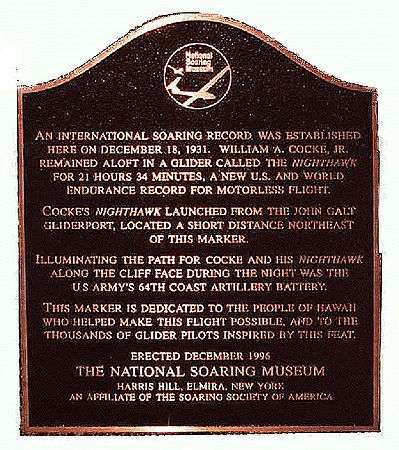 National
Soaring
Museum
AN INTERNATIONAL SOARING RECORD WAS ESTABLISHED
HERE ON DECEMBER 18, 1931. WILLIAM A. COCKE, JR.
REMAINED ALOFT IN A GLIDER CALLED THE NIGHTHAWK
FOR 21 HOURS 34 MINUTES, A NEW U.S. AND WORLD
ENDURANCE RECORD FOR MOTORLESS FLIGHT.
COCKE'S NIGHTHAWK LAUNCHED FROM THE JOHN GALT
GLIDERPORT, LOCATED A SHORT DISTANCE NORTHEAST
OF THIS MARKER.
ILLUMINATING THE PATH FOR COCKE AND HIS NIGHTHAWK
ALONG THE CLIFF FACE DURING THE NIGHT WAS THE
US ARMY'S 64TH COAST ARTILLERY BATTERY.
THIS MARKER IS DEDICATED TO THE PEOPLE OF HAWAII
WHO HELPED MAKE THIS FLIGHT POSSIBLE, AND TO THE
THOUSANDS OF GLIDER PILOTS INSPIRED BY THIS FEAT.
ERECTED DECEMBER 1996
THE NATIONAL SOARING MUSEUM
HARRIS HILL, ELMIRA, NEW YORK
AN AFFILIATE OF THE SOARING SOCIETY OF AMERICA